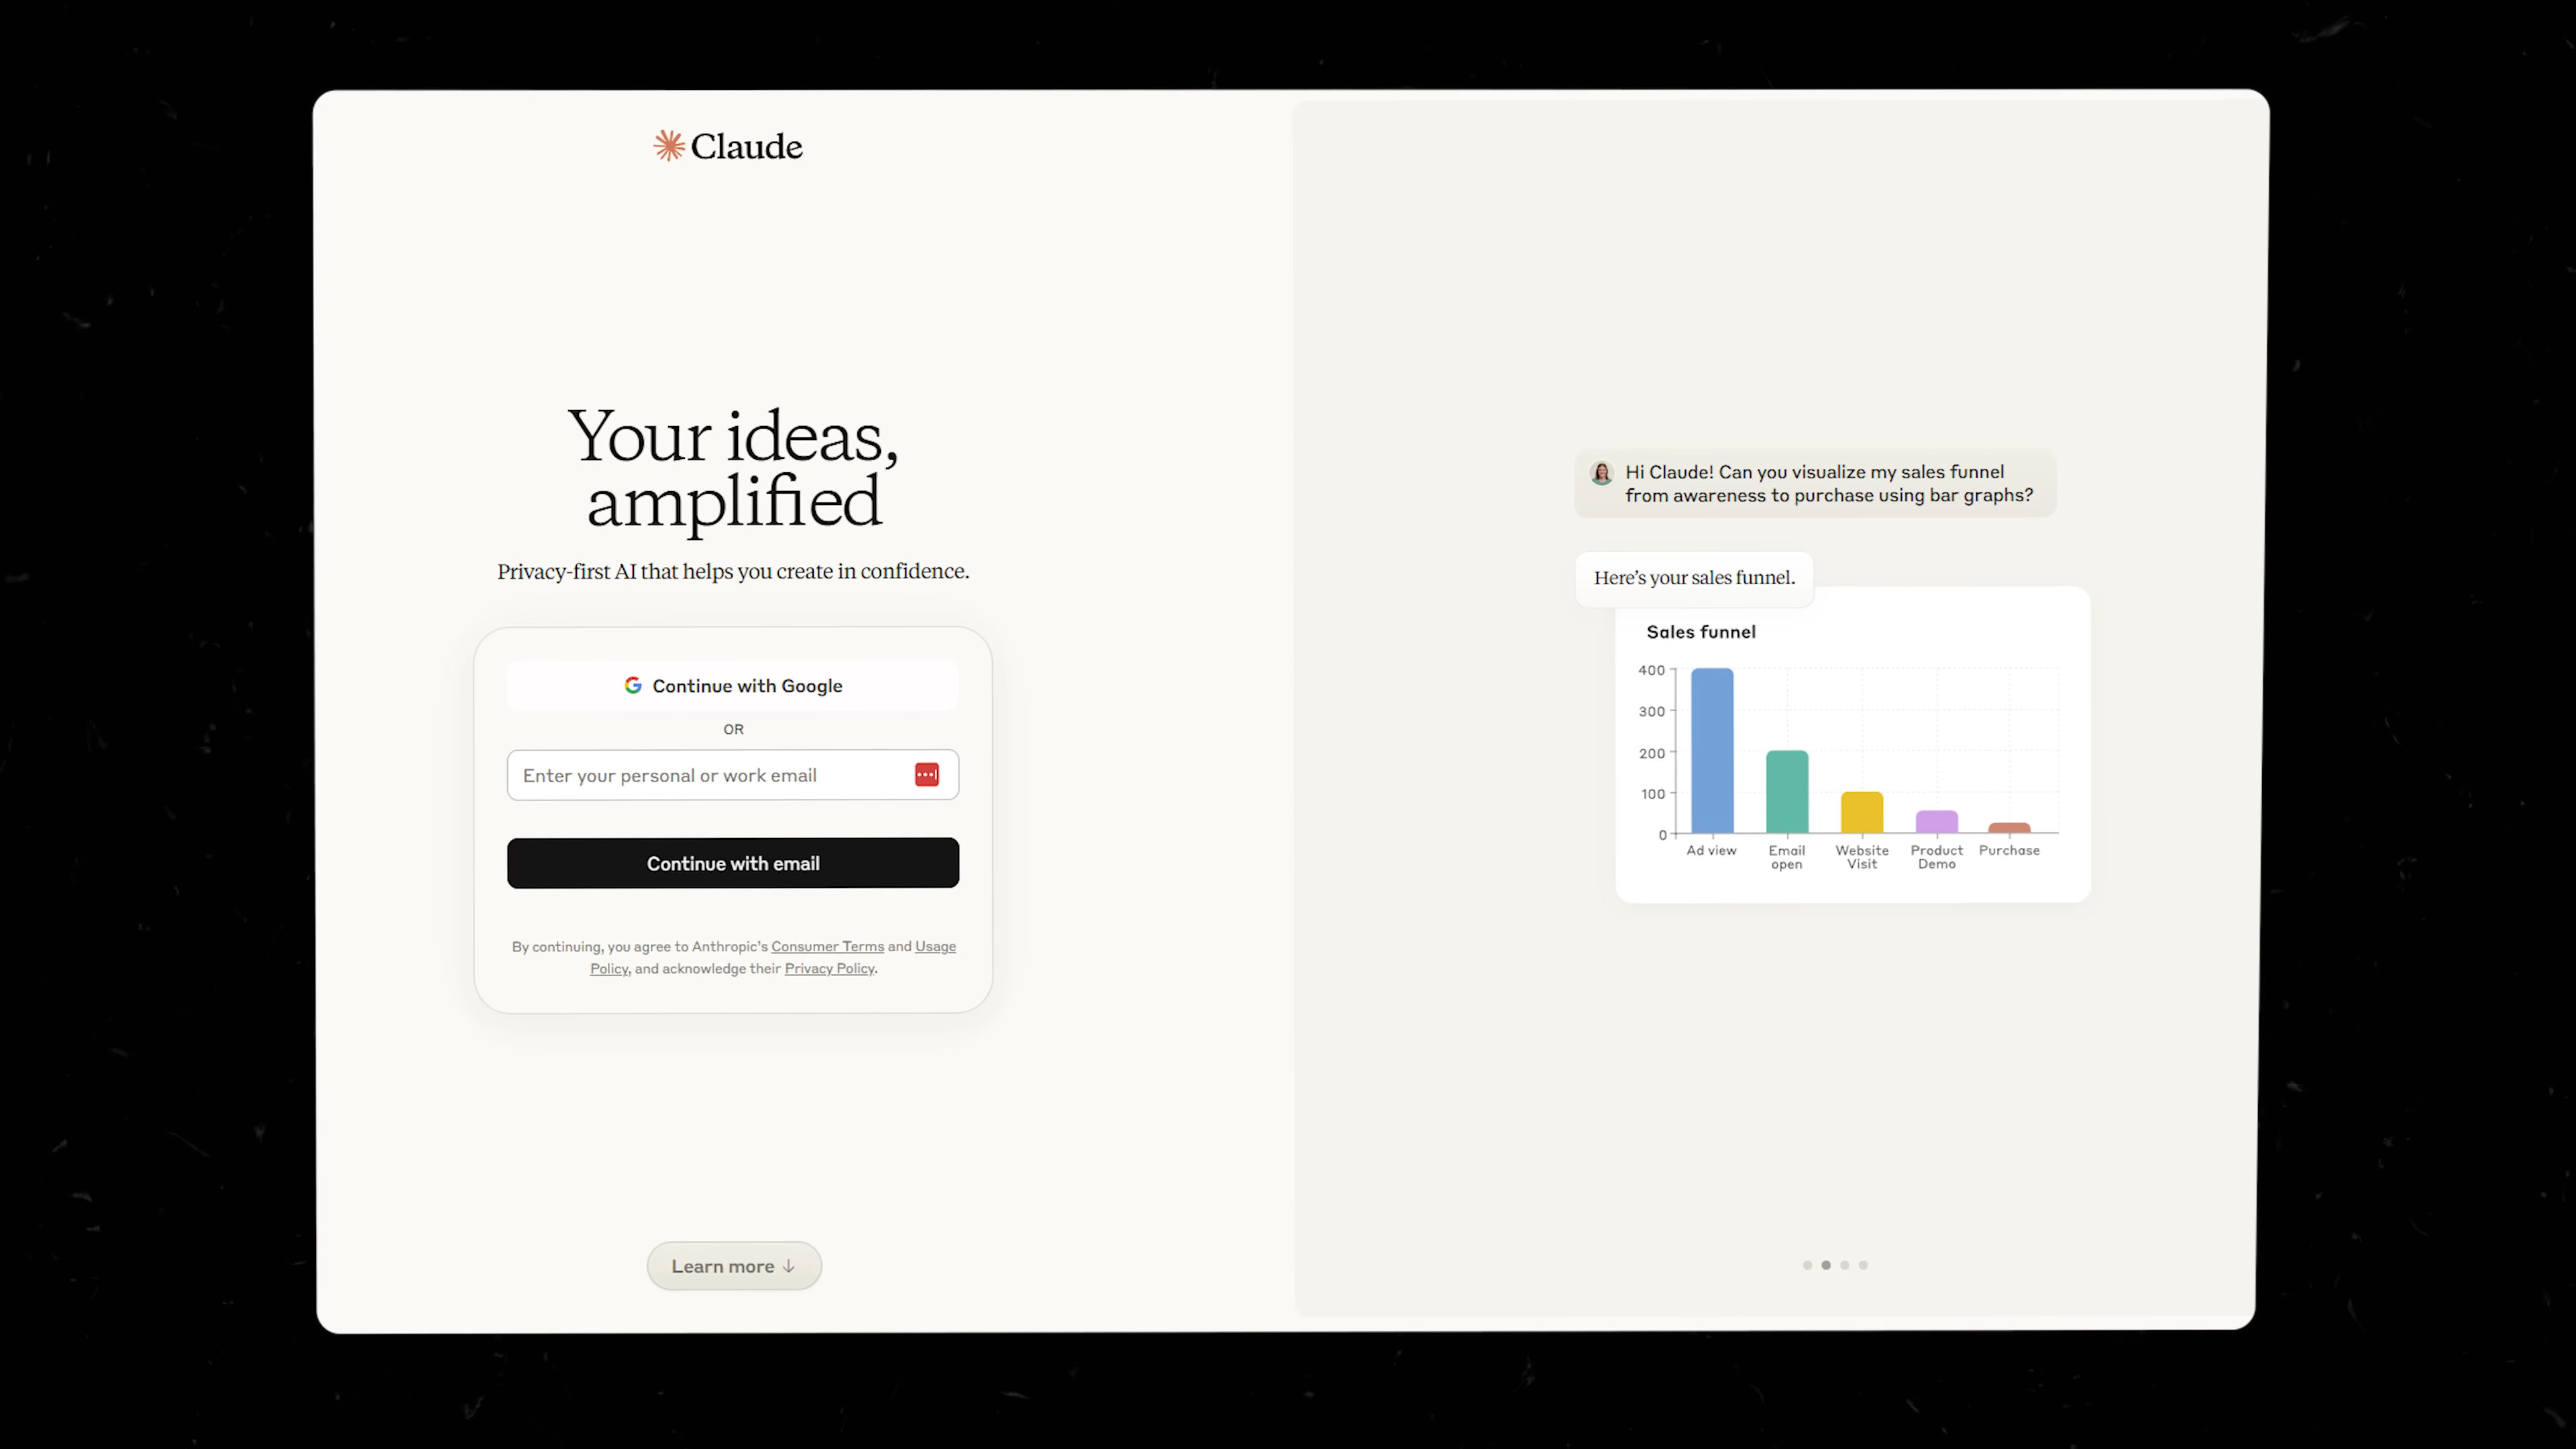 Claude
Your ideas,
amplified
Privacy-first AI that helps you create in confidence.
Continue with Google
OR
Enter your personal or work email
Continue with email
By continuing, you agree to Anthropic's Consumer Terms and Usage
Policy, and acknowledge their Privacy Policy.
Learn more ↓
Hi Claude! Can you visualize my sales funnel
from awareness to purchase using bar graphs?
Here's your sales funnel.
Sales funnel
400
300
200
100
0
Ad view
Email
open
Website
Visit
Product
Demo
Purchase